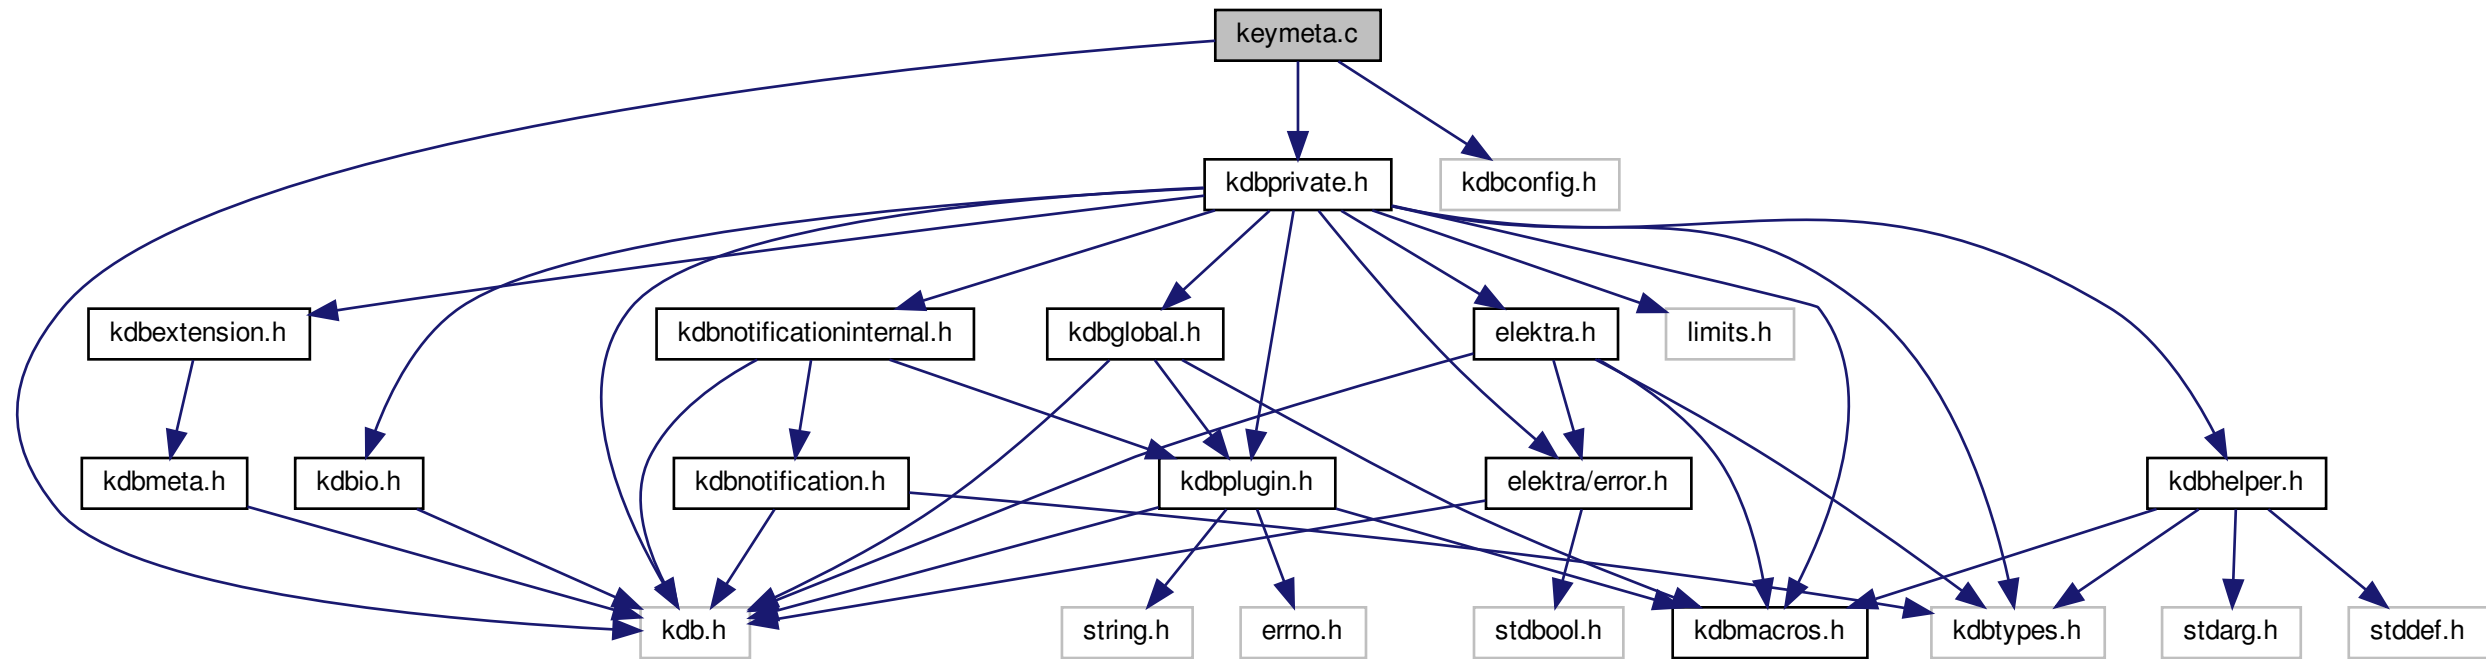 keymeta.c
kdbprivate.h
kdbconfig.h
kdbextension.h
kdbnotificationinternal.h
kdbglobal.h
elektra.h
limits.h
kdbmeta.h
kdbio.h
kdbnotification.h
kdbplugin.h
elektra/error.h
kdbhelper.h
kdb.h
string.h
errno.h
stdbool.h
kdbmacros.h
kdbtypes.h
stdarg.h
stddef.h